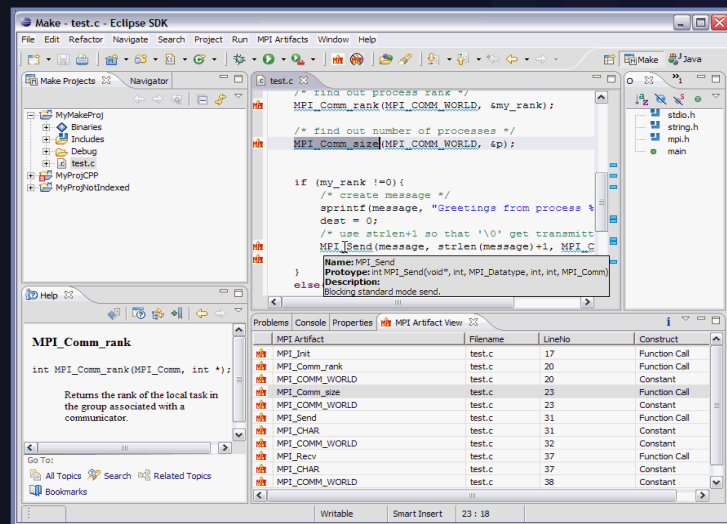 Make - test.c - Eclipse SDK
File Edit Refactor Navigate Search Project Run MPI Artifacts Window Help
Make Java
Make Projects Navigator
MyMakeProj
Binaries
Includes
Debug
test.c
MyProjCPP
MyProjNotIndexed
test.c
/* find out process rank */
MPI_Comm_rank(MPI_COMM_WORLD, &my_rank);
/* find out number of processes */
MPI_Comm_size(MPI_COMM_WORLD, &p);
if (my_rank !=0){
/* create message */
sprintf(message, "Greetings from process %
dest = 0;
/* use strlen+1 so that '\0' get transmitt
MPI_Send(message, strlen(message)+1, MPI_C
}
else
Name: MPI_Send
Protoype: int MPI_Send(void*, int, MPI_Datatype, int, int, MPI_Comm)
Description:
Blocking standard mode send.
stdio.h
string.h
mpi.h
main
Help
MPI_Comm_rank
int MPI_Comm_rank(MPI_Comm, int *);
Returns the rank of the local task in
the group associated with a
communicator.
Go To:
All Topics Search Related Topics
Bookmarks
Problems Console Properties MPI Artifact View
MPI Artifact Filename LineNo Construct
MPI_Init test.c 17 Function Call
MPI_Comm_rank test.c 20 Function Call
MPI_COMM_WORLD test.c 20 Constant
MPI_Comm_size test.c 23 Function Call
MPI_COMM_WORLD test.c 23 Constant
MPI_Send test.c 31 Function Call
MPI_CHAR test.c 31 Constant
MPI_COMM_WORLD test.c 32 Constant
MPI_Recv test.c 37 Function Call
MPI_CHAR test.c 37 Constant
MPI_COMM_WORLD test.c 38 Constant
Writable Smart Insert 23 : 18